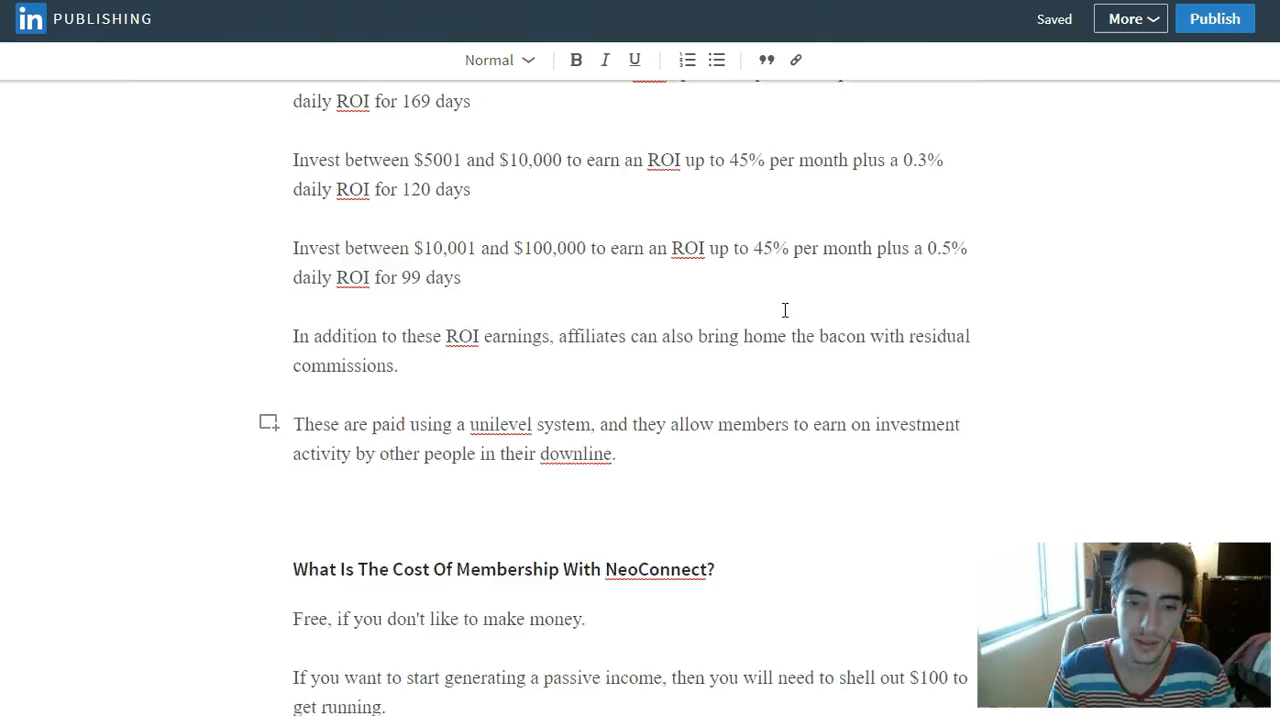 in PUBLISHING
Saved
More
Publish
Normal
B
I
U
daily ROI for 169 days
Invest between $5001 and $10,000 to earn an ROI up to 45% per month plus a 0.3%
daily ROI for 120 days
Invest between $10,001 and $100,000 to earn an ROI up to 45% per month plus a 0.5%
daily ROI for 99 days
In addition to these ROI earnings, affiliates can also bring home the bacon with residual
commissions.
These are paid using a unilevel system, and they allow members to earn on investment
activity by other people in their downline.
What Is The Cost Of Membership With NeoConnect?
Free, if you don't like to make money.
If you want to start generating a passive income, then you will need to shell out $100 to
get running.